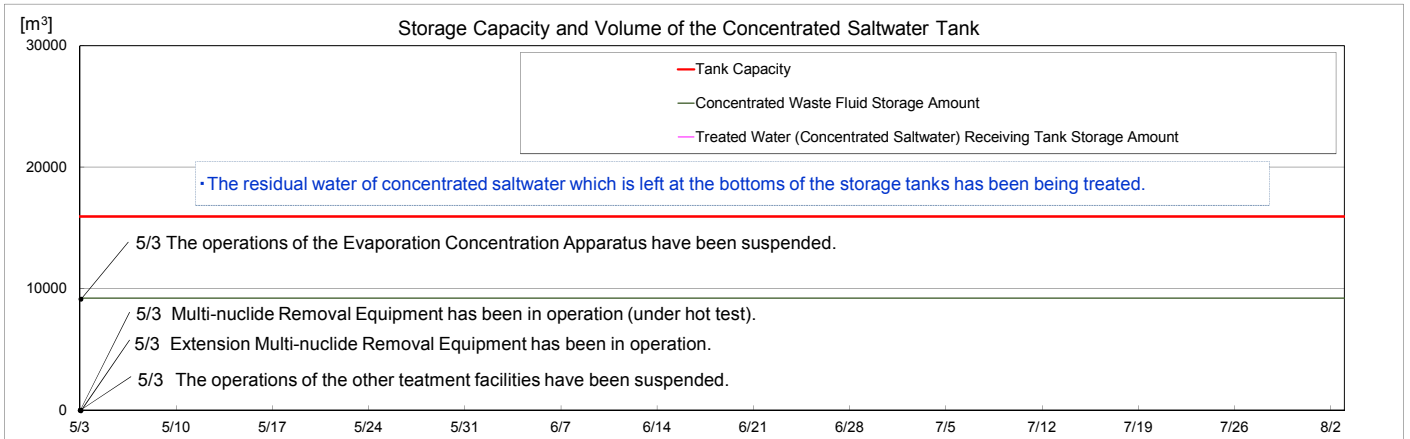 [m³]
Storage Capacity and Volume of the Concentrated Saltwater Tank
30000
Tank Capacity
Concentrated Waste Fluid Storage Amount
Treated Water (Concentrated Saltwater) Receiving Tank Storage Amount
20000
・The residual water of concentrated saltwater which is left at the bottoms of the storage tanks has been being treated.
5/3 The operations of the Evaporation Concentration Apparatus have been suspended.
10000
5/3 Multi-nuclide Removal Equipment has been in operation (under hot test).
5/3 Extension Multi-nuclide Removal Equipment has been in operation.
5/3 The operations of the other teatment facilities have been suspended.
0
5/3 5/10 5/17 5/24 5/31 6/7 6/14 6/21 6/28 7/5 7/12 7/19 7/26 8/2